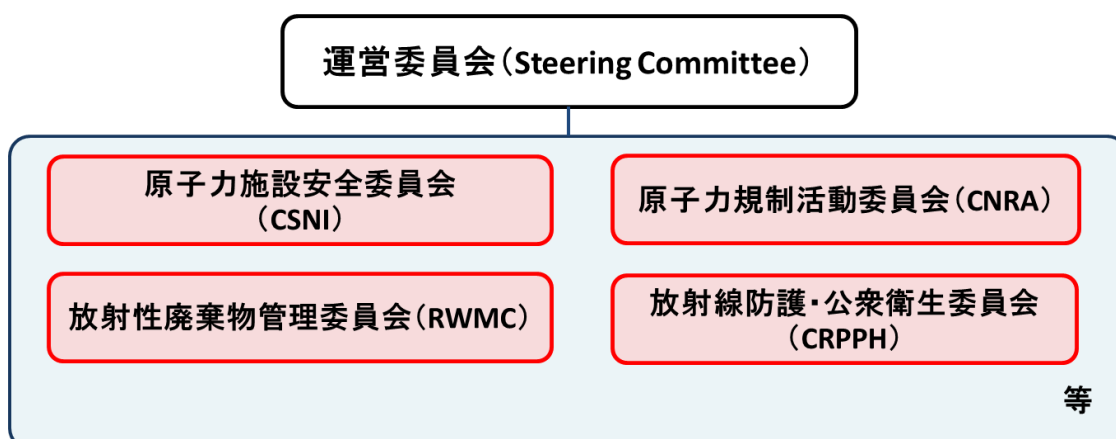 運営委員会（Steering Committee）
原子力施設安全委員会
（CSNI）
原子力規制活動委員会（CNRA）
放射性廃棄物管理委員会（RWMC）
放射線防護・公衆衛生委員会
（CRPPH）
等